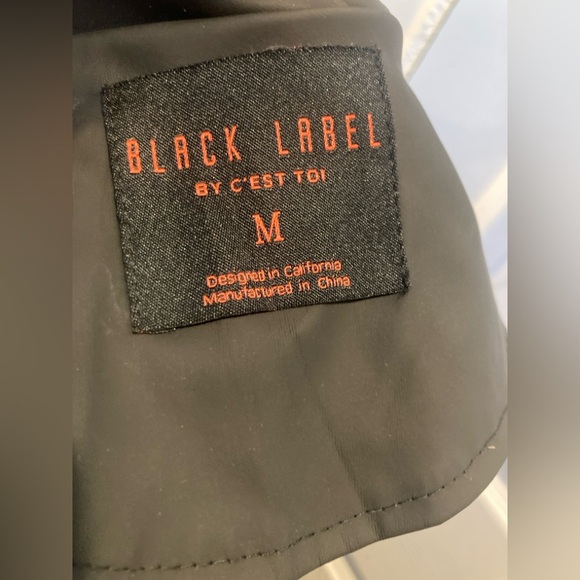 BLACK LABEL
BY C'EST TOI
M
Designed in California
Manufactured in China